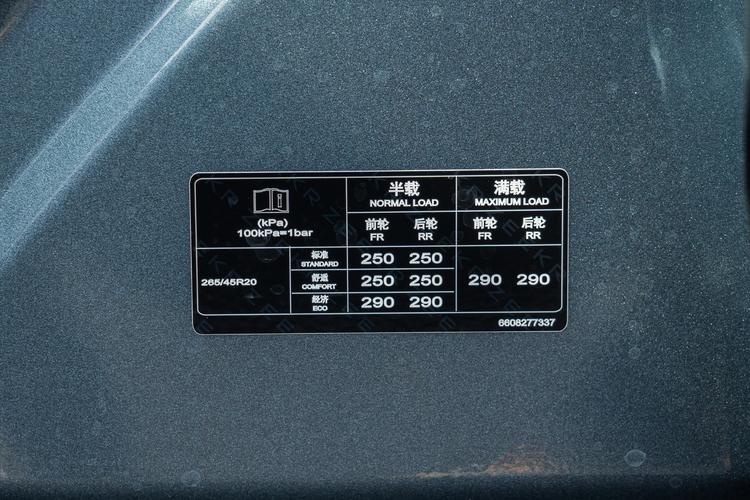 半载
NORMAL LOAD
满载
MAXIMUM LOAD
(kPa)
100kPa=1bar
前轮 后轮 前轮 后轮
FR RR FR RR
265/45R20
标准
STANDARD
250 250
舒适
COMFORT
250 250
290 290
经济
ECO
290 290
6608277337